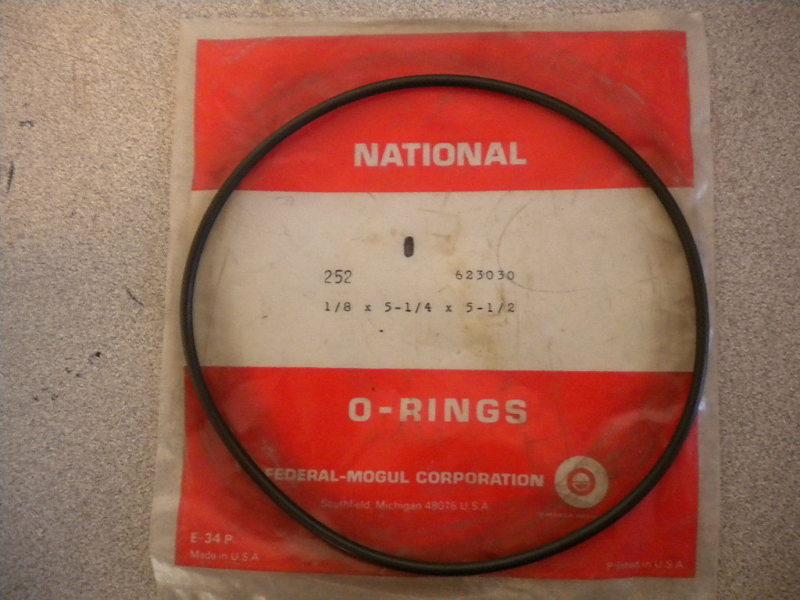 NATIONAL
252 623030
1/8 x 5-1/4 x 5-1/2
O-RINGS
FEDERAL-MOGUL CORPORATION
Southfield, Michigan 48076 U.S.A.
E-34 P
Made in U.S.A.
Printed in U.S.A.